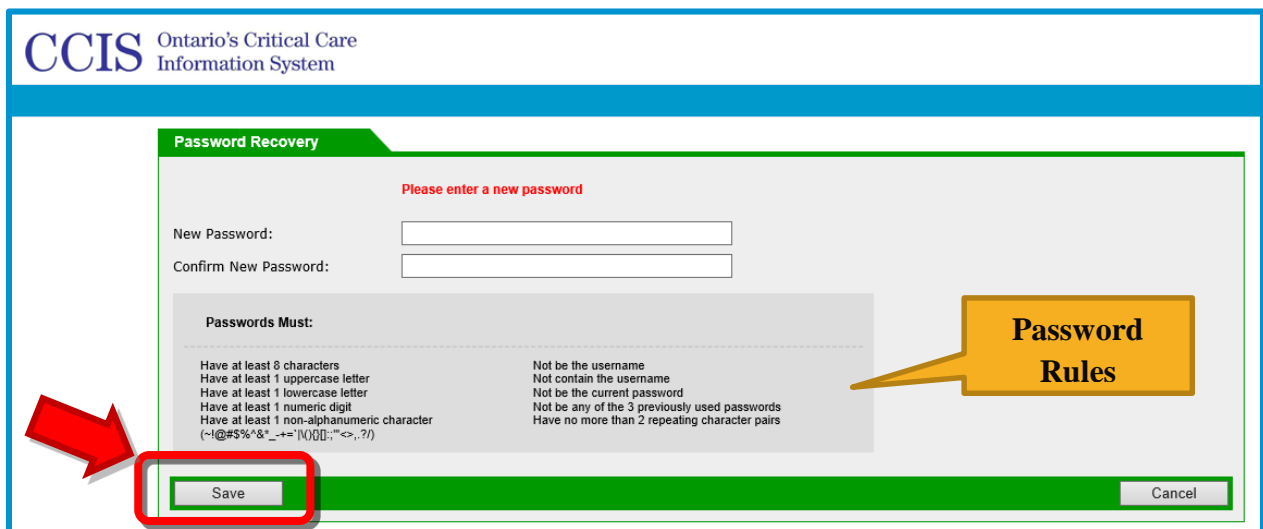 CCIS Ontario's Critical Care
Information System
Password Recovery
Please enter a new password
New Password:
Confirm New Password:
Passwords Must:
Have at least 8 characters
Have at least 1 uppercase letter
Have at least 1 lowercase letter
Have at least 1 numeric digit
Have at least 1 non-alphanumeric character
(~!@#$%^&*_-+=`|\(){}[]:;"'<>,.?/)
Not be the username
Not contain the username
Not be the current password
Not be any of the 3 previously used passwords
Have no more than 2 repeating character pairs
Password
Rules
Save
Cancel